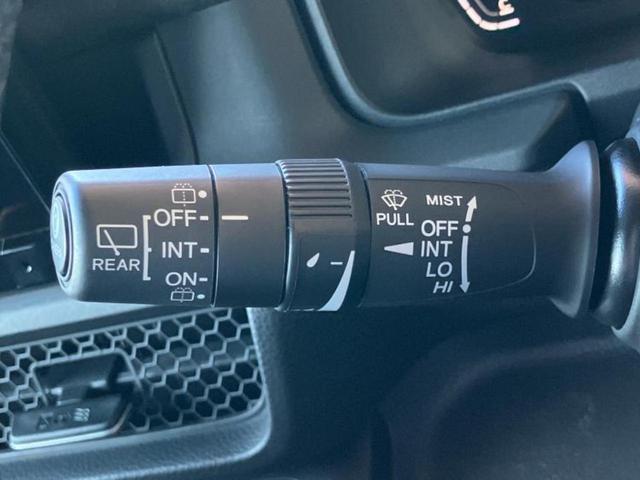 OFF
INT
ON
REAR
PULL
MIST
OFF
INT
LO
HI